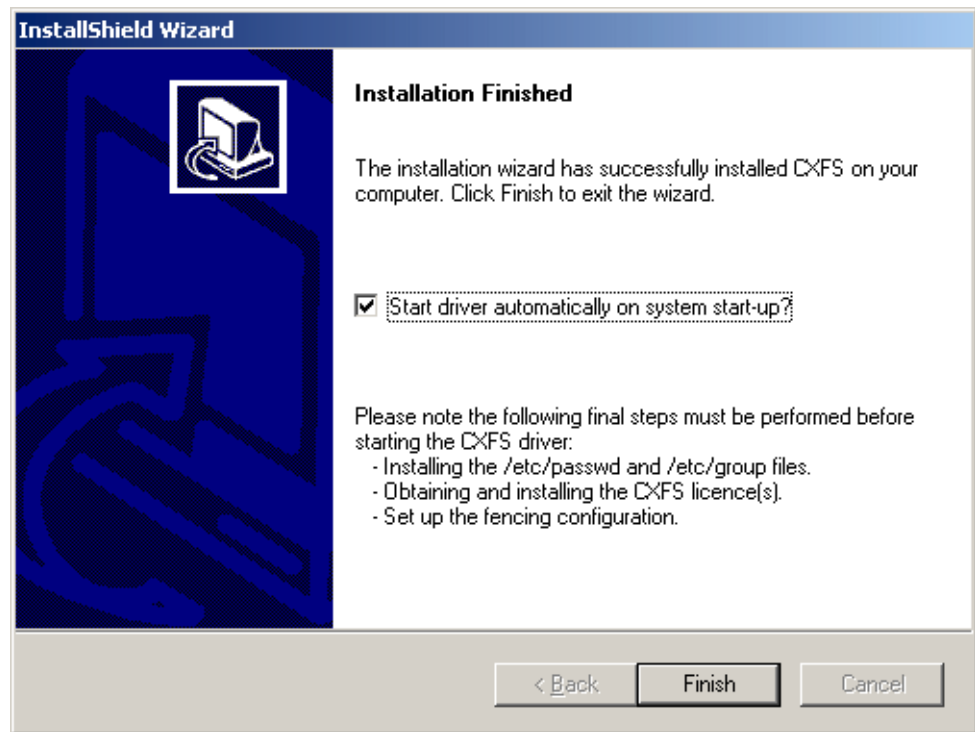 InstallShield Wizard
Installation Finished
The installation wizard has successfully installed CXFS on your
computer. Click Finish to exit the wizard.
Start driver automatically on system start-up?
Please note the following final steps must be performed before
starting the CXFS driver:
- Installing the /etc/passwd and /etc/group files.
- Obtaining and installing the CXFS licence(s).
- Set up the fencing configuration.
< Back Finish Cancel